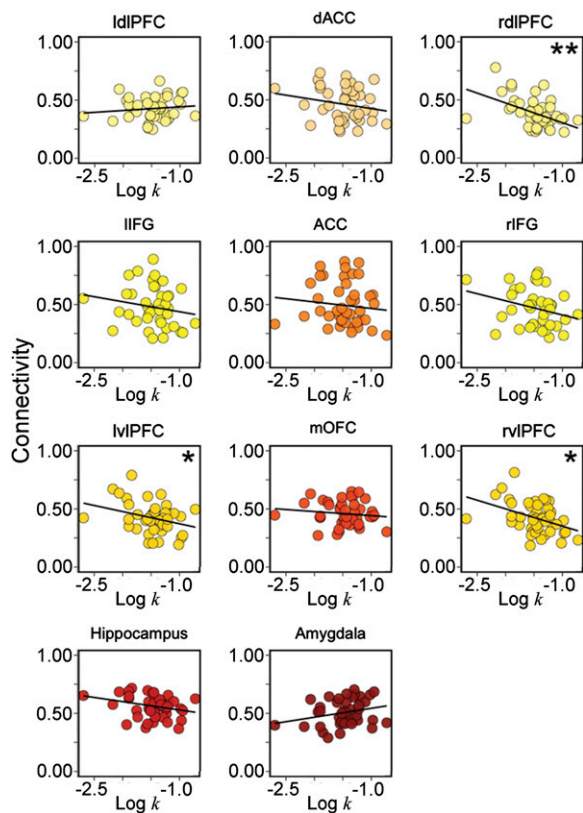 ldlPFC dACC rdlPFC
1.00 1.00 1.00 **
0.50 0.50 0.50
0.00 0.00 0.00
-2.5 -1.0 -2.5 -1.0 -2.5 -1.0
Log k Log k Log k
lIFG ACC rIFG
1.00 1.00 1.00
0.50 0.50 0.50
0.00 0.00 0.00
-2.5 -1.0 -2.5 -1.0 -2.5 -1.0
Log k Log k Log k
Connectivity
lvlPFC mOFC rvlPFC
1.00 * 1.00 1.00 *
0.50 0.50 0.50
0.00 0.00 0.00
-2.5 -1.0 -2.5 -1.0 -2.5 -1.0
Log k Log k Log k
Hippocampus Amygdala
1.00 1.00
0.50 0.50
0.00 0.00
-2.5 -1.0 -2.5 -1.0
Log k Log k